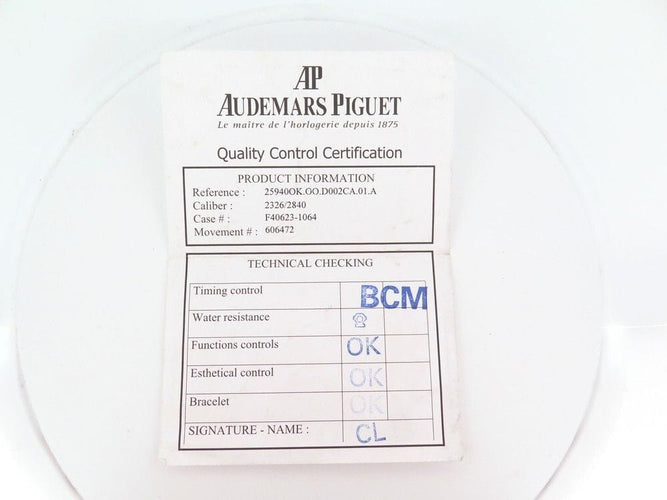 AP
AUDEMARS PIGUET
Le maître de l'horlogerie depuis 1875
Quality Control Certification
PRODUCT INFORMATION
Reference : 25940OK.OO.D002CA.01.A
Caliber : 2326/2840
Case # : F40623-1064
Movement # : 606472
TECHNICAL CHECKING
Timing control BCM
Water resistance
Functions controls OK
Esthetical control OK
Bracelet OK
SIGNATURE - NAME : CL